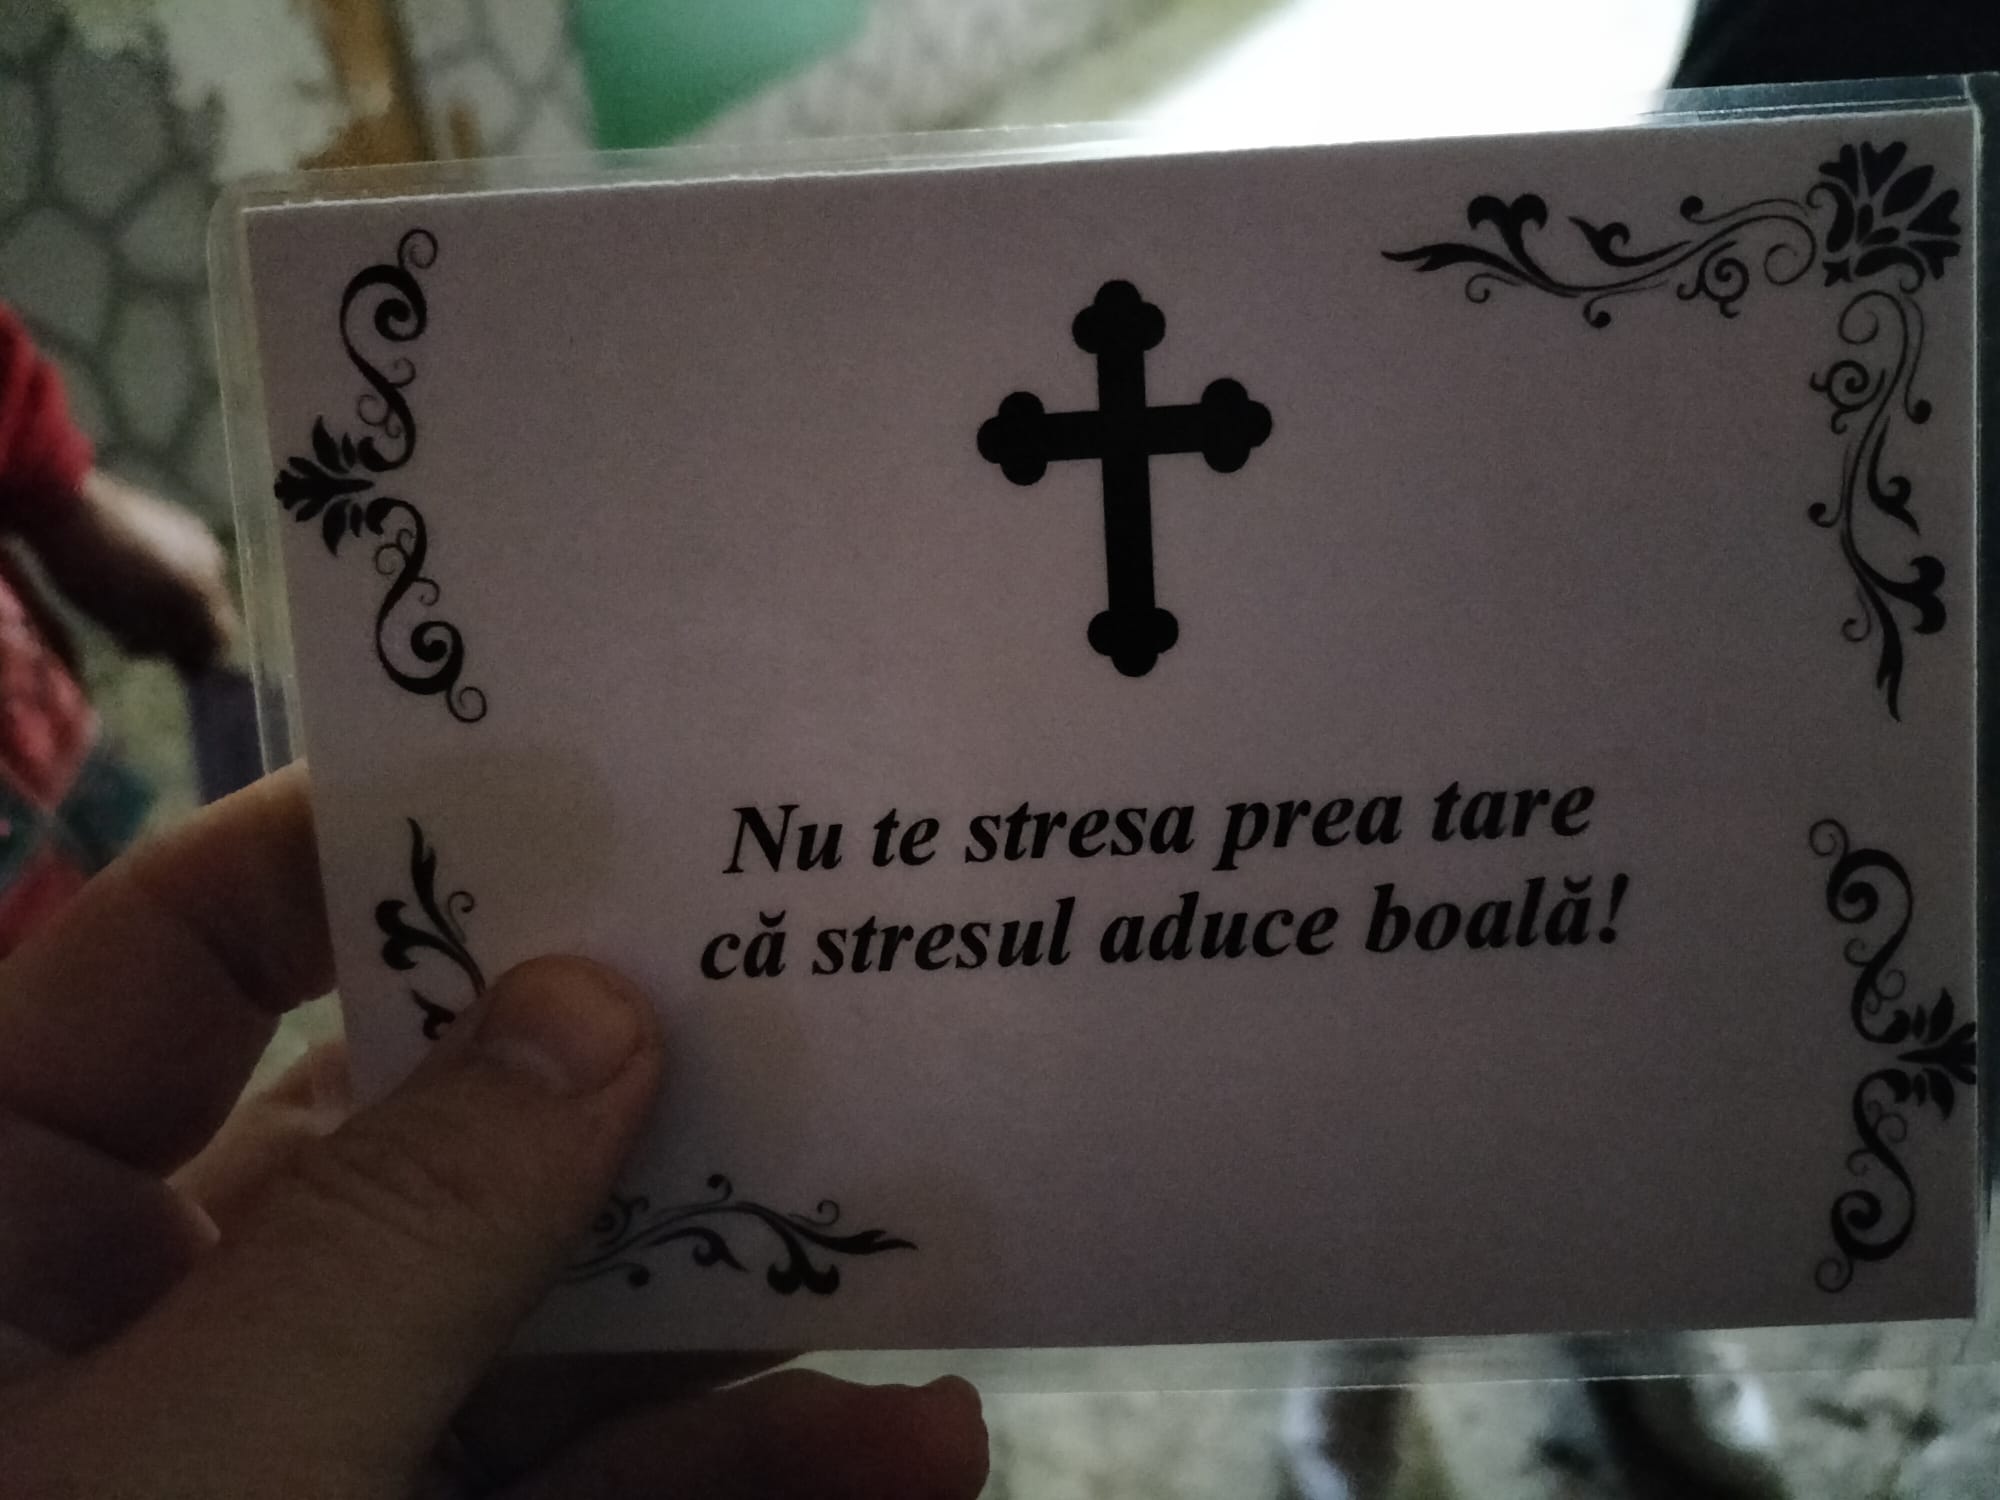 Nu te stresa prea tare
că stresul aduce boală!